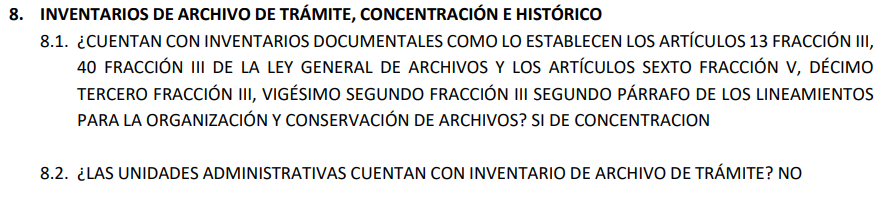 8. INVENTARIOS DE ARCHIVO DE TRÁMITE, CONCENTRACIÓN E HISTÓRICO
8.1. ¿CUENTAN CON INVENTARIOS DOCUMENTALES COMO LO ESTABLECEN LOS ARTÍCULOS 13 FRACCIÓN III,
40 FRACCIÓN III DE LA LEY GENERAL DE ARCHIVOS Y LOS ARTÍCULOS SEXTO FRACCIÓN V, DÉCIMO
TERCERO FRACCIÓN III, VIGÉSIMO SEGUNDO FRACCIÓN III SEGUNDO PÁRRAFO DE LOS LINEAMIENTOS
PARA LA ORGANIZACIÓN Y CONSERVACIÓN DE ARCHIVOS? SI DE CONCENTRACION
8.2. ¿LAS UNIDADES ADMINISTRATIVAS CUENTAN CON INVENTARIO DE ARCHIVO DE TRÁMITE? NO